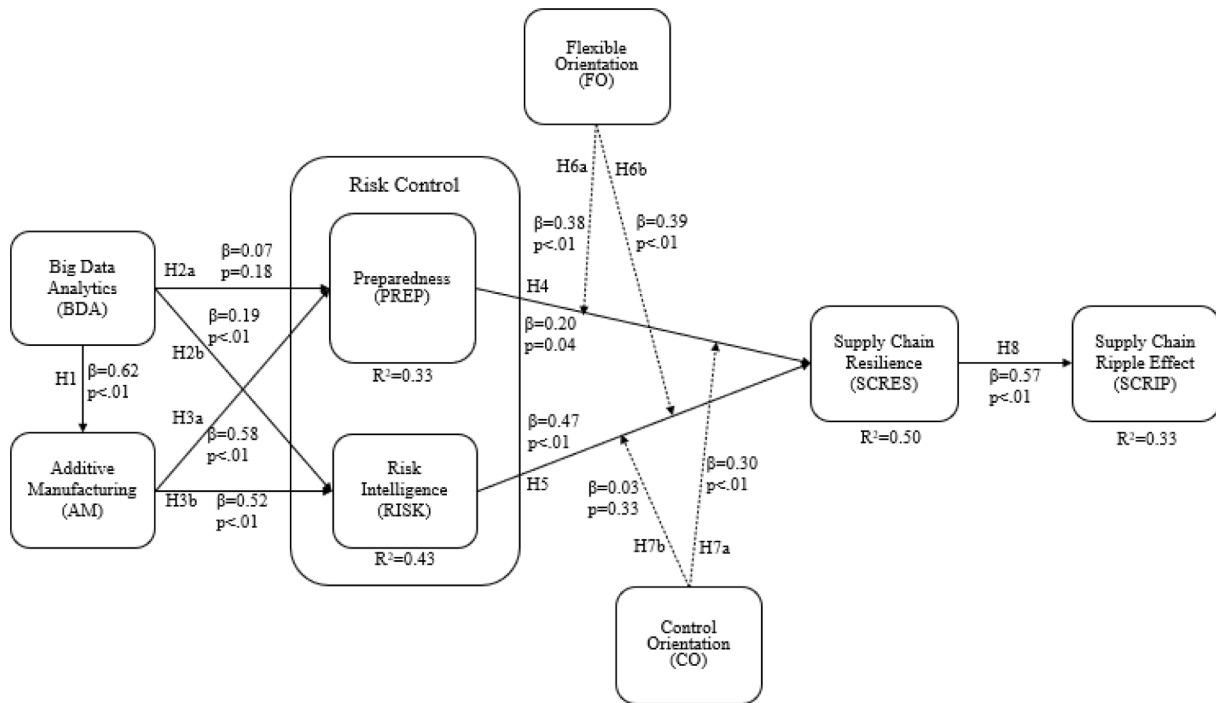 Flexible
Orientation
(FO)
H6a
H6b
Risk Control
β=0.38
p<.01
β=0.39
p<.01
Big Data
Analytics
(BDA)
H2a
β=0.07
p=0.18
Preparedness
(PREP)
H4
β=0.20
p=0.04
β=0.19
p<.01
H2b
Supply Chain
Resilience
(SCRES)
H8
β=0.57
p<.01
Supply Chain
Ripple Effect
(SCRIP)
H1
β=0.62
p<.01
R²=0.33
H3a
β=0.58
p<.01
β=0.47
p<.01
R²=0.50
R²=0.33
Additive
Manufacturing
(AM)
H3b
β=0.52
p<.01
Risk
Intelligence
(RISK)
H5
β=0.03
p=0.33
β=0.30
p<.01
R²=0.43
H7b
H7a
Control
Orientation
(CO)